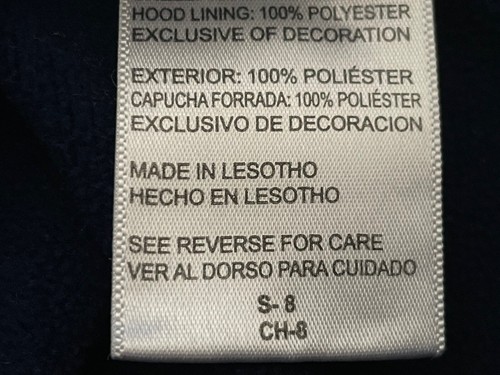 HOOD LINING: 100% POLYESTER
EXCLUSIVE OF DECORATION
EXTERIOR: 100% POLIÉSTER
CAPUCHA FORRADA: 100% POLIÉSTER
EXCLUSIVO DE DECORACION
MADE IN LESOTHO
HECHO EN LESOTHO
SEE REVERSE FOR CARE
VER AL DORSO PARA CUIDADO
S- 8
CH-8